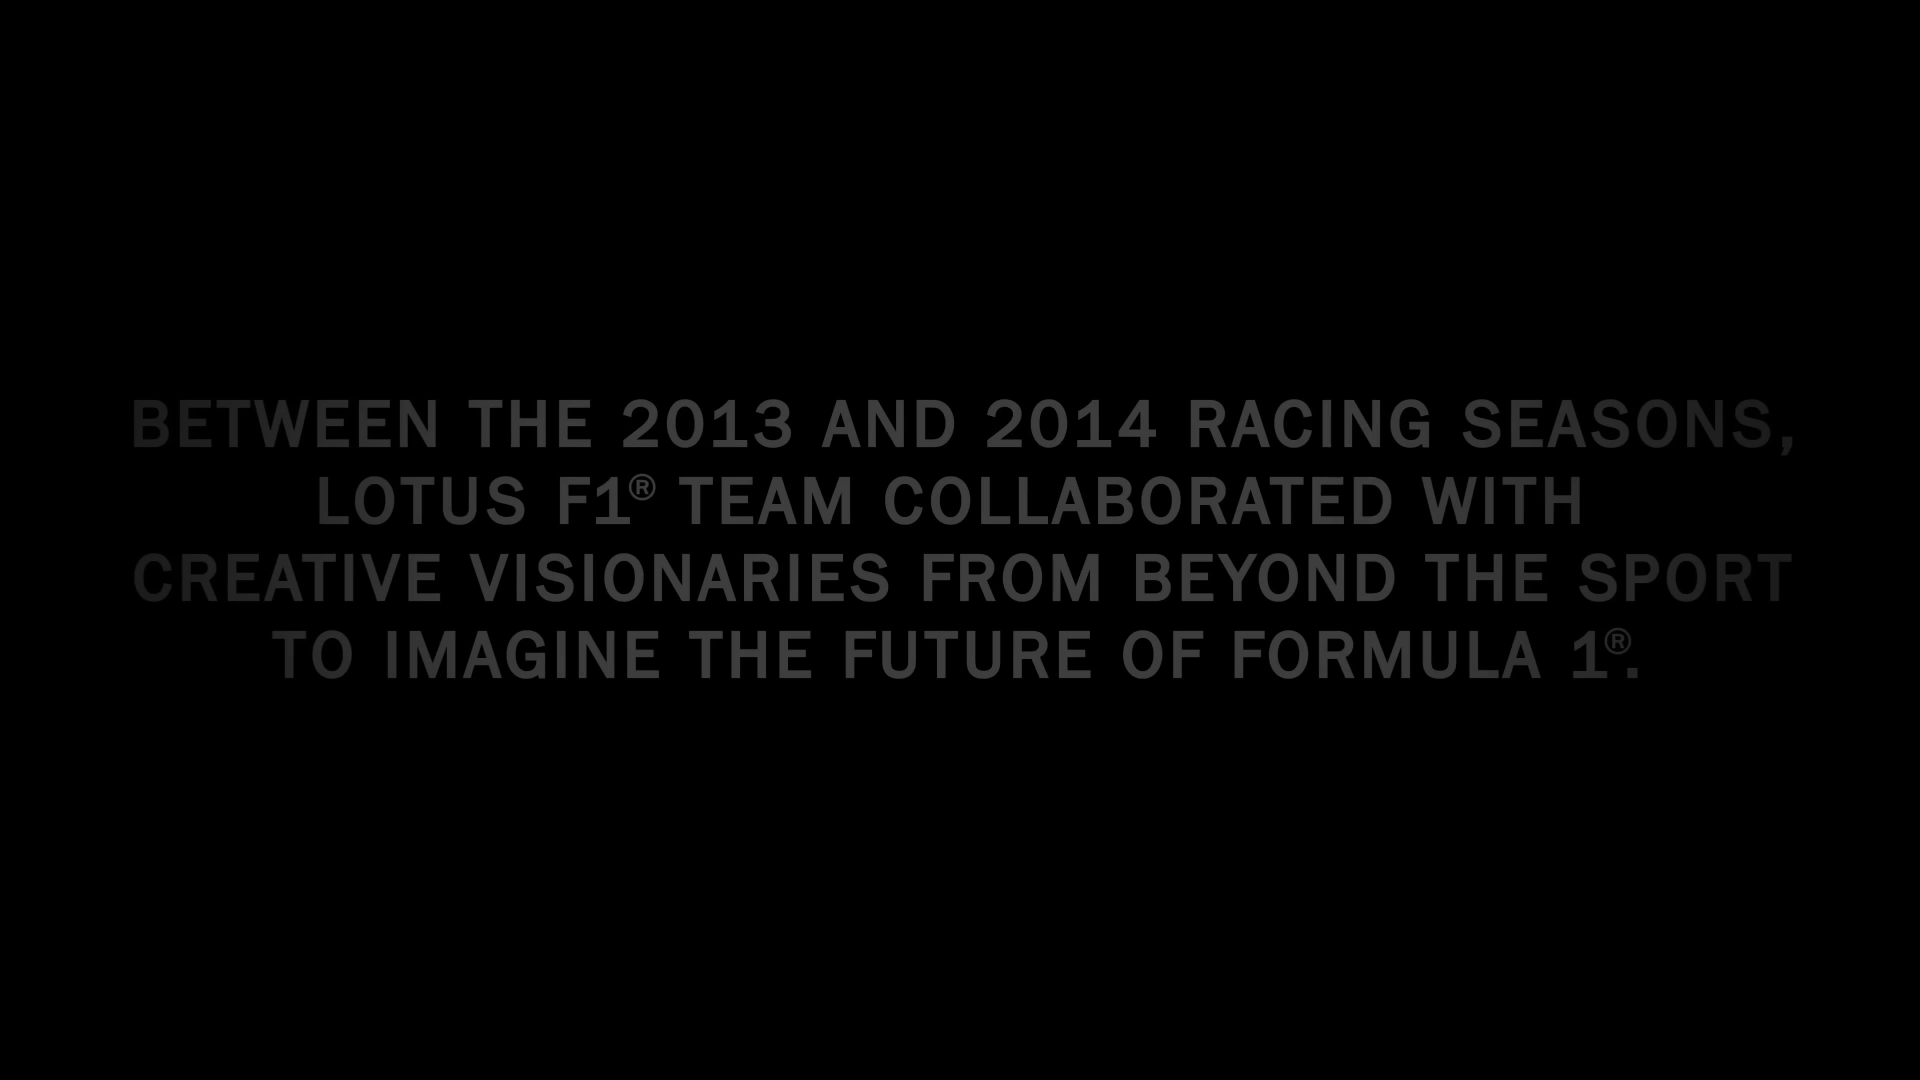 BETWEEN THE 2013 AND 2014 RACING SEASONS,
LOTUS F1® TEAM COLLABORATED WITH
CREATIVE VISIONARIES FROM BEYOND THE SPORT
TO IMAGINE THE FUTURE OF FORMULA 1®.